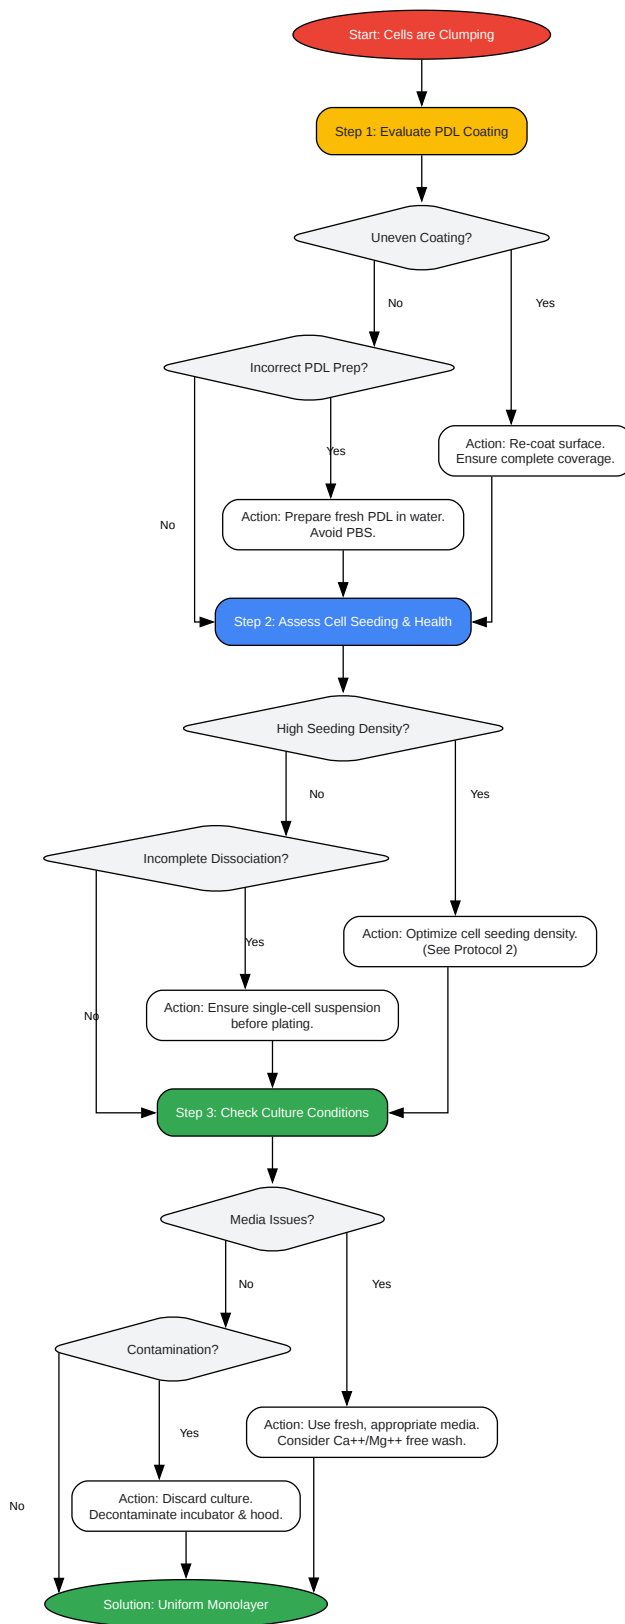 Start: Cells are Clumping
Step 1: Evaluate PDL Coating
Uneven Coating?
No
Yes
Incorrect PDL Prep?
Action: Re-coat surface.
Ensure complete coverage.
Yes
Action: Prepare fresh PDL in water.
Avoid PBS.
No
Step 2: Assess Cell Seeding & Health
High Seeding Density?
No
Yes
Incomplete Dissociation?
Action: Optimize cell seeding density.
(See Protocol 2)
Yes
Action: Ensure single-cell suspension
before plating.
No
Step 3: Check Culture Conditions
Media Issues?
No
Yes
Contamination?
Action: Use fresh, appropriate media.
Consider Ca++/Mg++ free wash.
Yes
Action: Discard culture.
Decontaminate incubator & hood.
No
Solution: Uniform Monolayer